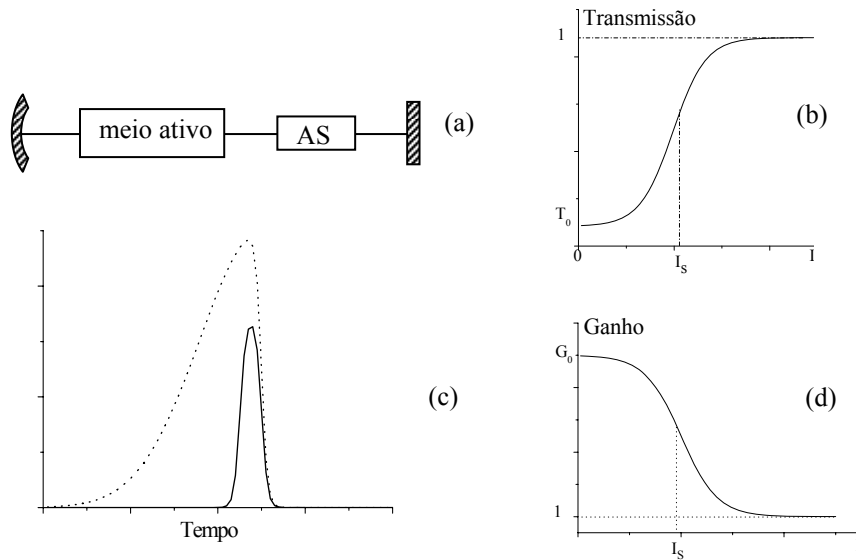 meio ativo
AS
(a)
Transmissão
1
(b)
T₀
0
I
Iₛ
(c)
Tempo
Ganho
G₀
(d)
1
Iₛ